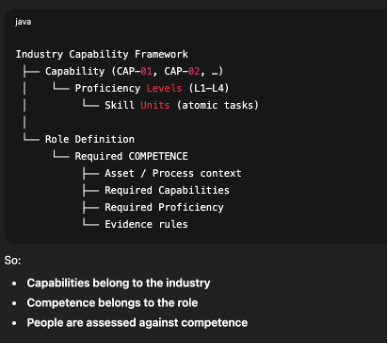 java
Industry Capability Framework
├── Capability (CAP-01, CAP-02, …)
│   └── Proficiency Levels (L1–L4)
│       └── Skill Units (atomic tasks)
│
└── Role Definition
    └── Required COMPETENCE
        ├── Asset / Process context
        ├── Required Capabilities
        ├── Required Proficiency
        └── Evidence rules
So:
• Capabilities belong to the industry
• Competence belongs to the role
• People are assessed against competence